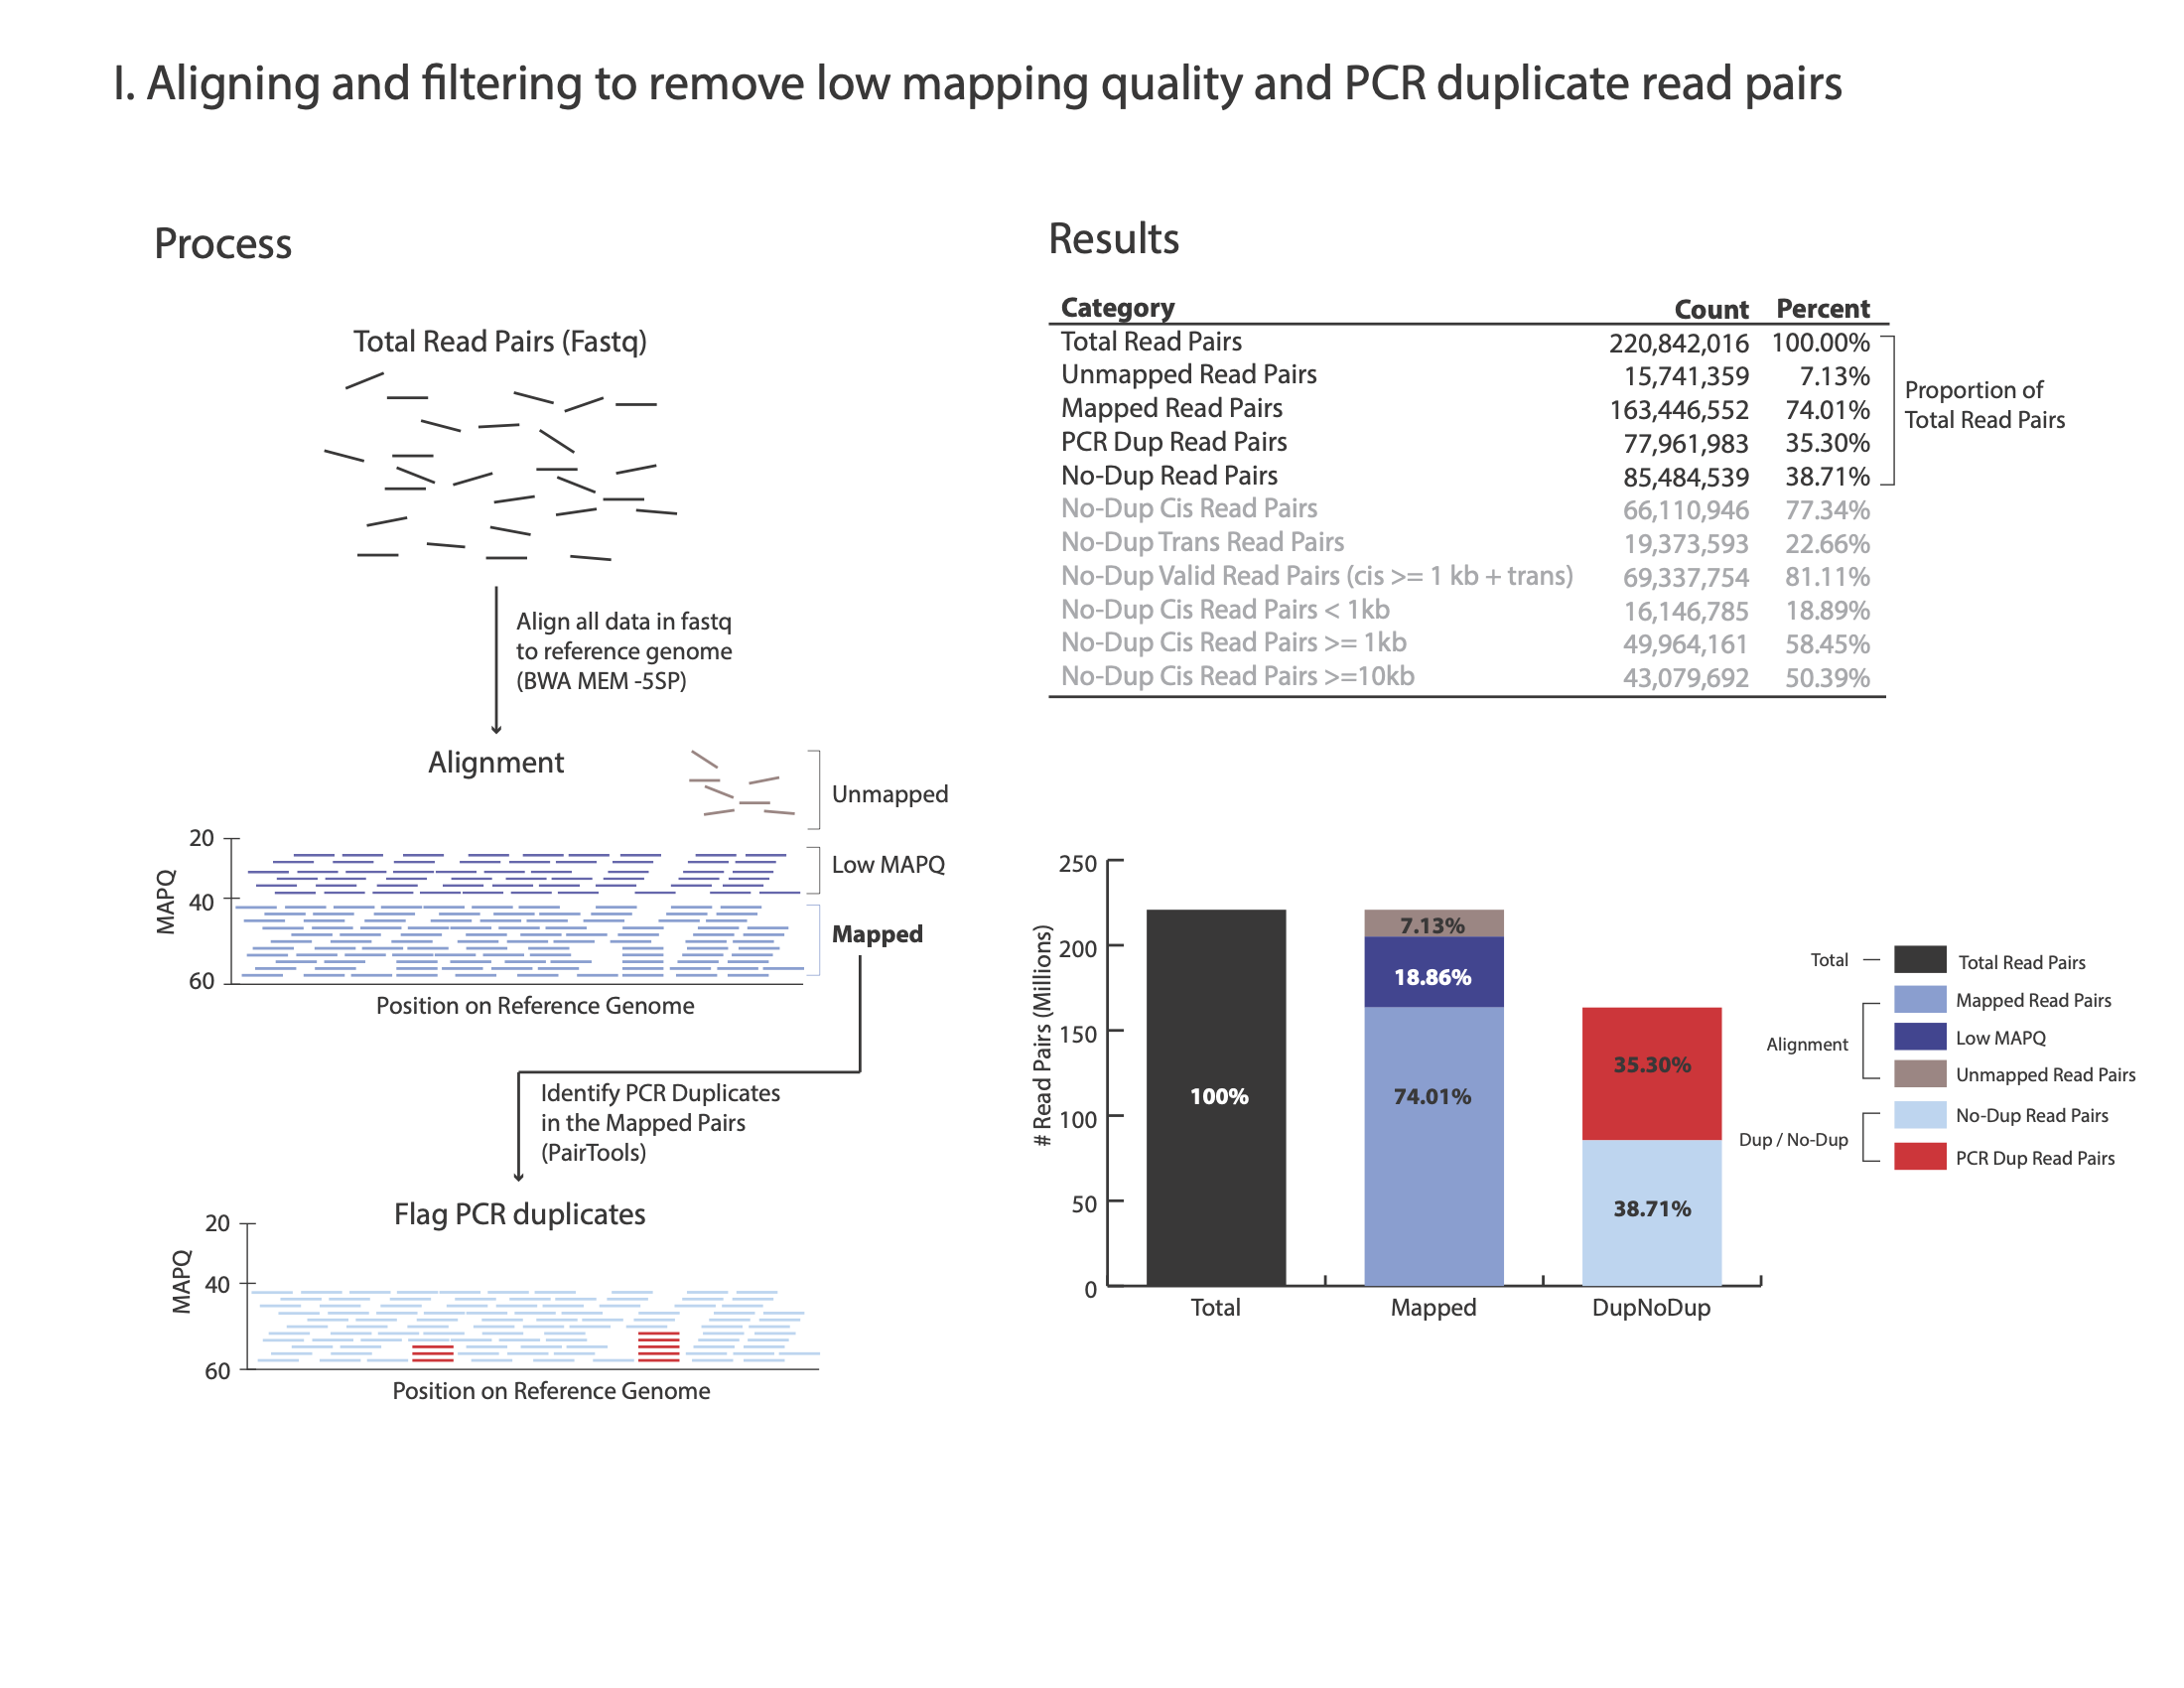 I. Aligning and filtering to remove low mapping quality and PCR duplicate read pairs
Process
Total Read Pairs (Fastq)
Align all data in fastq
to reference genome
(BWA MEM -5SP)
Alignment
Unmapped
Low MAPQ
Mapped
20
40
60
MAPQ
Position on Reference Genome
Identify PCR Duplicates
in the Mapped Pairs
(PairTools)
Flag PCR duplicates
20
40
60
MAPQ
Position on Reference Genome
Results
Category Count Percent
Total Read Pairs 220,842,016 100.00%
Unmapped Read Pairs 15,741,359 7.13%
Mapped Read Pairs 163,446,552 74.01%
PCR Dup Read Pairs 77,961,983 35.30%
No-Dup Read Pairs 85,484,539 38.71%
No-Dup Cis Read Pairs 66,110,946 77.34%
No-Dup Trans Read Pairs 19,373,593 22.66%
No-Dup Valid Read Pairs (cis >= 1 kb + trans) 69,337,754 81.11%
No-Dup Cis Read Pairs < 1kb 16,146,785 18.89%
No-Dup Cis Read Pairs >= 1kb 49,964,161 58.45%
No-Dup Cis Read Pairs >=10kb 43,079,692 50.39%
Proportion of
Total Read Pairs
# Read Pairs (Millions)
250
200
150
100
50
0
100%
7.13%
18.86%
74.01%
35.30%
38.71%
Total Mapped DupNoDup
Total
Total Read Pairs
Alignment
Mapped Read Pairs
Low MAPQ
Unmapped Read Pairs
Dup / No-Dup
No-Dup Read Pairs
PCR Dup Read Pairs